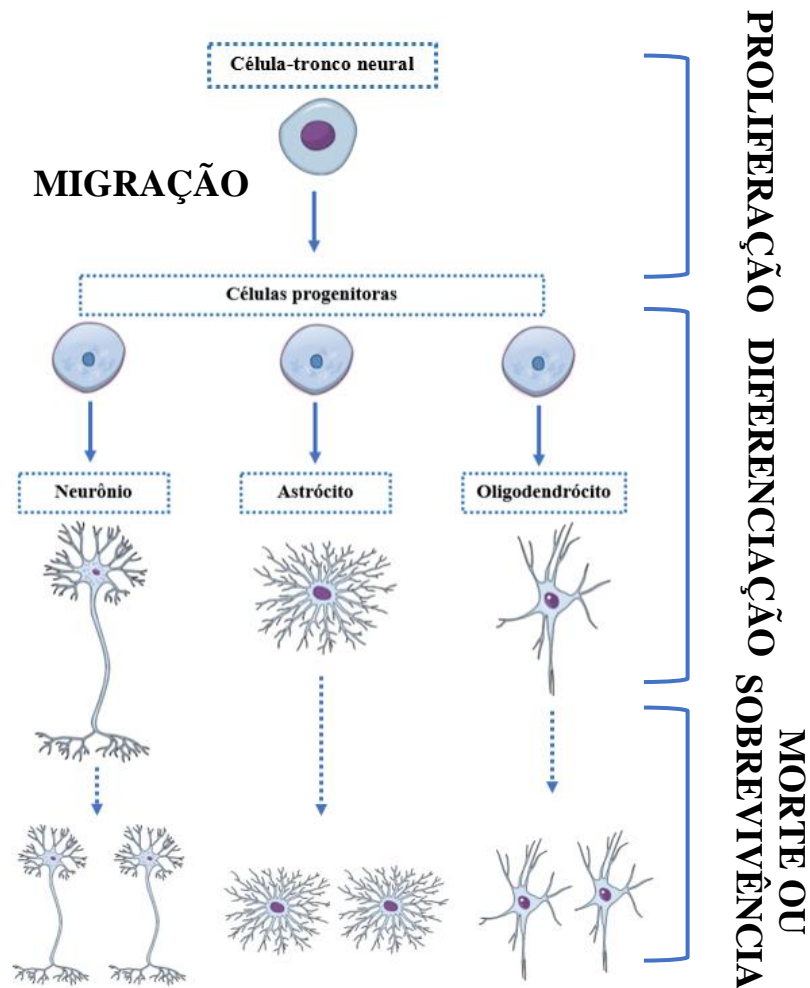 Célula-tronco neural
MIGRAÇÃO
Células progenitoras
Neurônio
Astrócito
Oligodendrócito
PROLIFERAÇÃO
DIFERENCIAÇÃO
MORTE OU
SOBREVIVÊNCIA